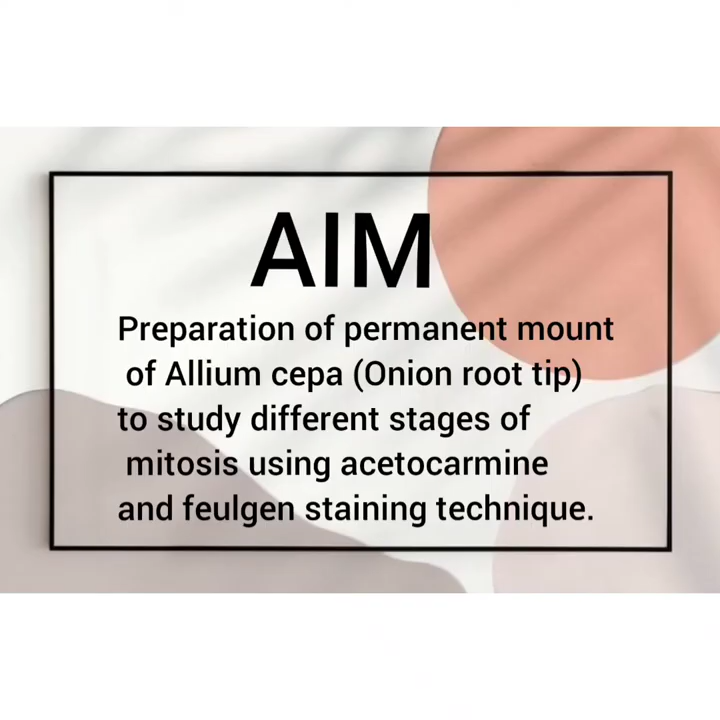 AIM
Preparation of permanent mount
of Allium cepa (Onion root tip)
to study different stages of
mitosis using acetocarmine
and feulgen staining technique.